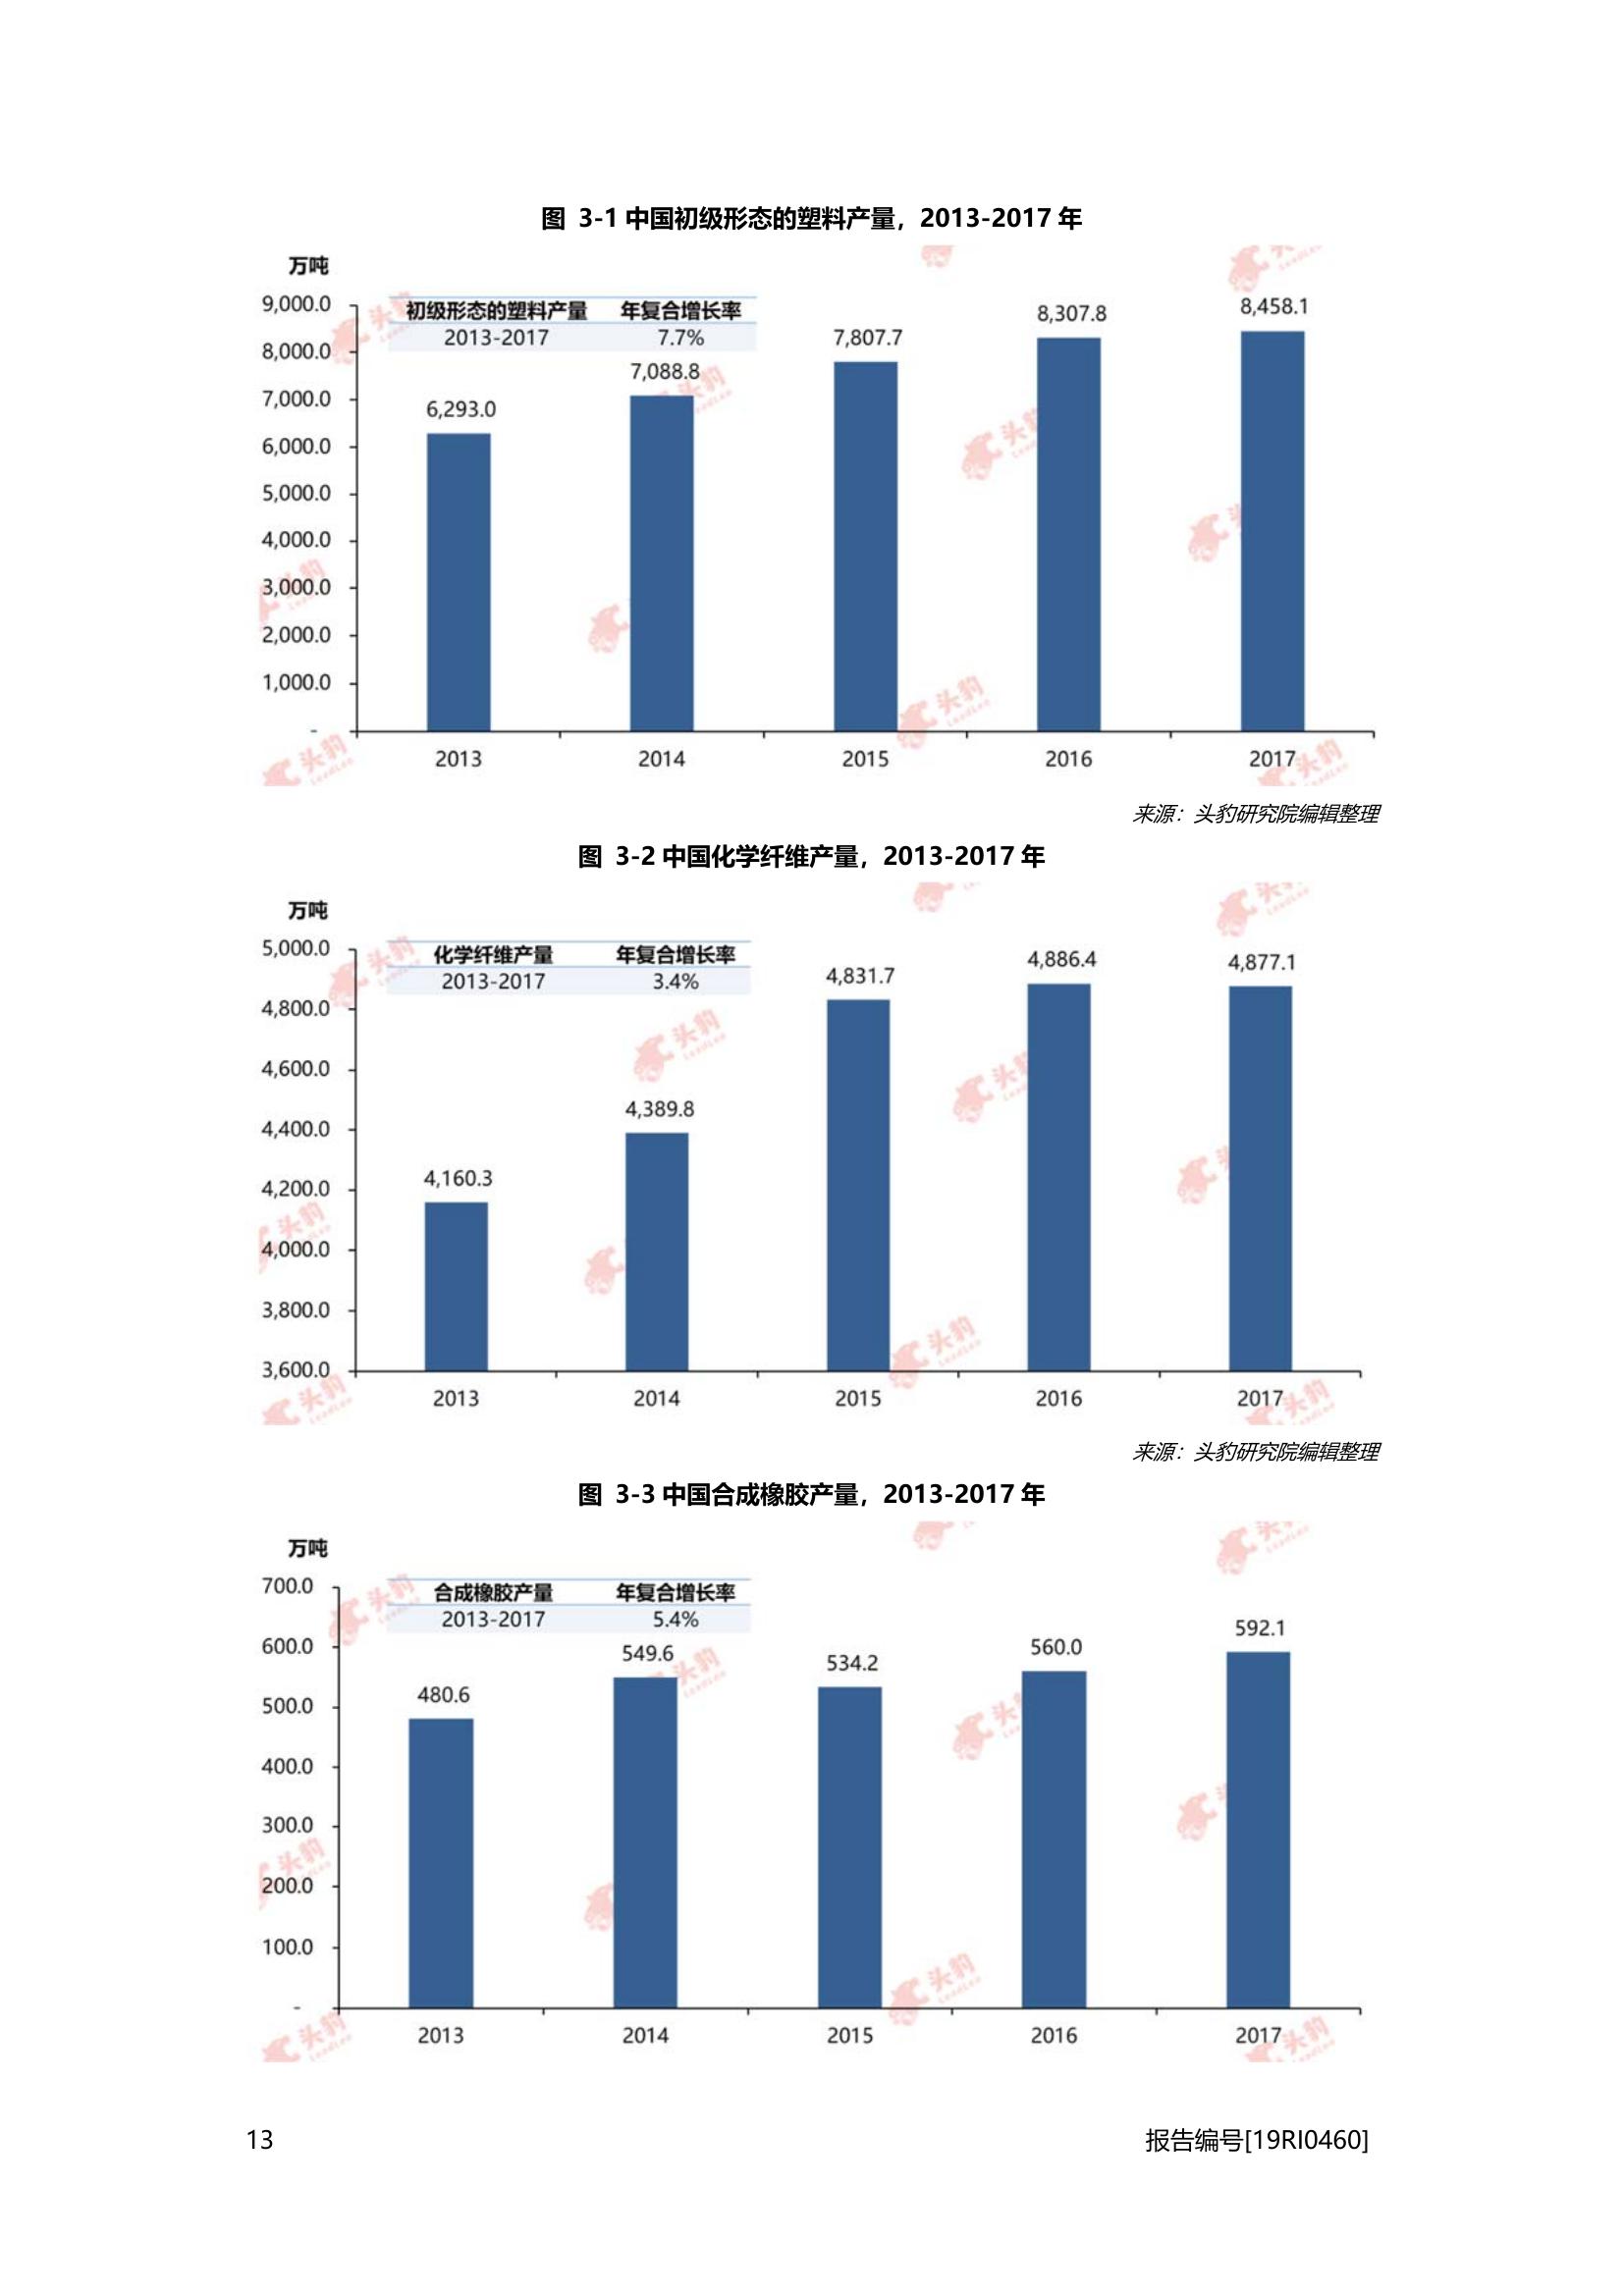 图 3-1 中国初级形态的塑料产量，2013-2017 年
万吨
初级形态的塑料产量 年复合增长率
2013-2017 7.7%
9,000.0
8,000.0
7,000.0
6,000.0
5,000.0
4,000.0
3,000.0
2,000.0
1,000.0
-
6,293.0
7,088.8
7,807.7
8,307.8
8,458.1
2013 2014 2015 2016 2017
来源：头豹研究院编辑整理
图 3-2 中国化学纤维产量，2013-2017 年
万吨
化学纤维产量 年复合增长率
2013-2017 3.4%
5,000.0
4,800.0
4,600.0
4,400.0
4,200.0
4,000.0
3,800.0
3,600.0
4,160.3
4,389.8
4,831.7
4,886.4
4,877.1
2013 2014 2015 2016 2017
来源：头豹研究院编辑整理
图 3-3 中国合成橡胶产量，2013-2017 年
万吨
合成橡胶产量 年复合增长率
2013-2017 5.4%
700.0
600.0
500.0
400.0
300.0
200.0
100.0
-
480.6
549.6
534.2
560.0
592.1
2013 2014 2015 2016 2017
头豹
LeadLeo
13 报告编号[19RI0460]